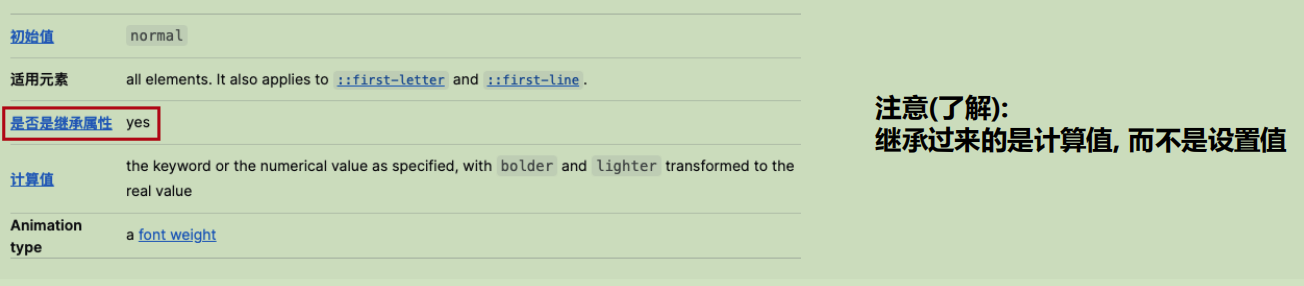 初始值 normal
适用元素 all elements. It also applies to ::first-letter and ::first-line.
是否是继承属性 yes
计算值 the keyword or the numerical value as specified, with bolder and lighter transformed to the
real value
Animation
type
a font weight
注意(了解):
继承过来的是计算值, 而不是设置值